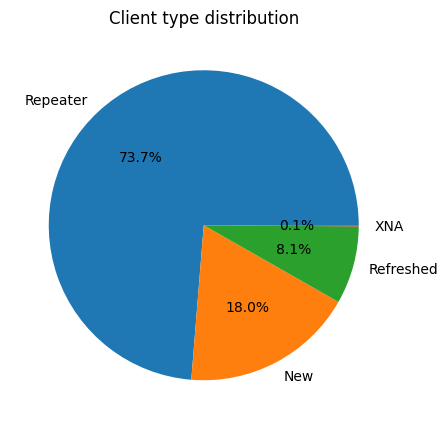 Client type distribution
Repeater
73.7%
0.1%
XNA
8.1%
Refreshed
18.0%
New